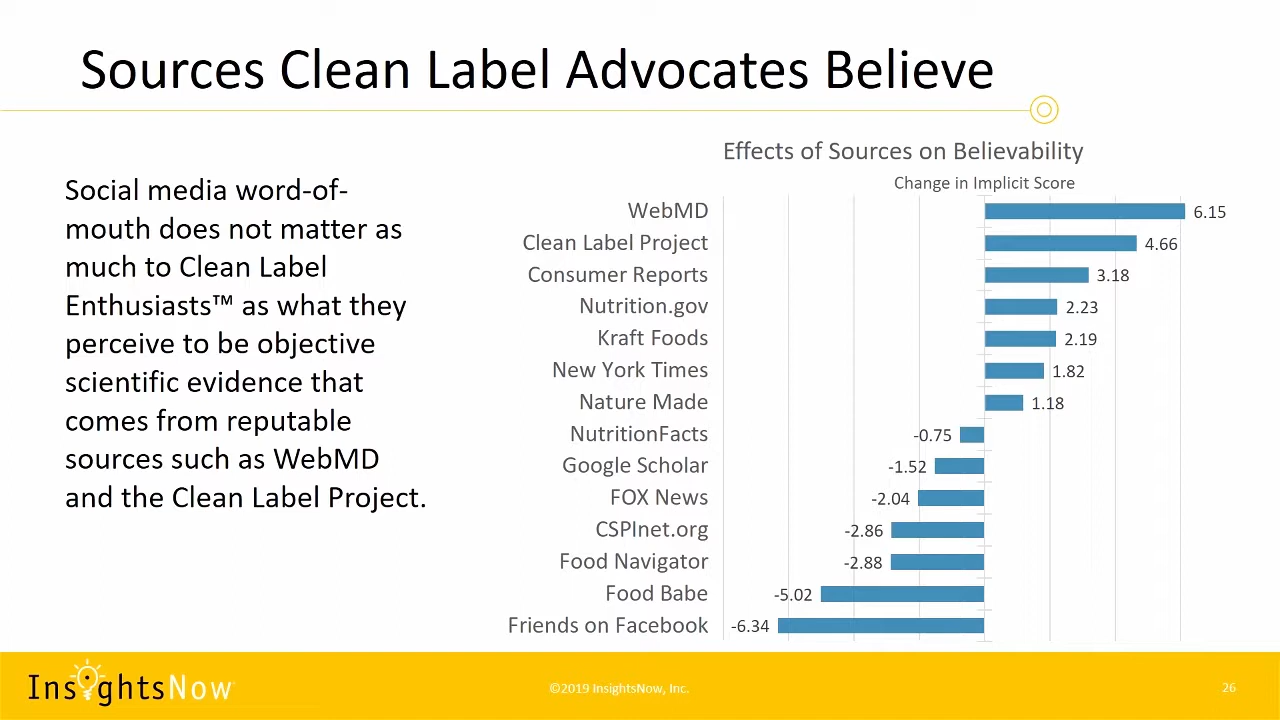 Sources Clean Label Advocates Believe
Social media word-of-
mouth does not matter as
much to Clean Label
Enthusiasts™ as what they
perceive to be objective
scientific evidence that
comes from reputable
sources such as WebMD
and the Clean Label Project.
Effects of Sources on Believability
Change in Implicit Score
WebMD 6.15
Clean Label Project 4.66
Consumer Reports 3.18
Nutrition.gov 2.23
Kraft Foods 2.19
New York Times 1.82
Nature Made 1.18
NutritionFacts -0.75
Google Scholar -1.52
FOX News -2.04
CSPInet.org -2.86
Food Navigator -2.88
Food Babe -5.02
Friends on Facebook -6.34
InsightsNow
©2019 InsightsNow, Inc.
26